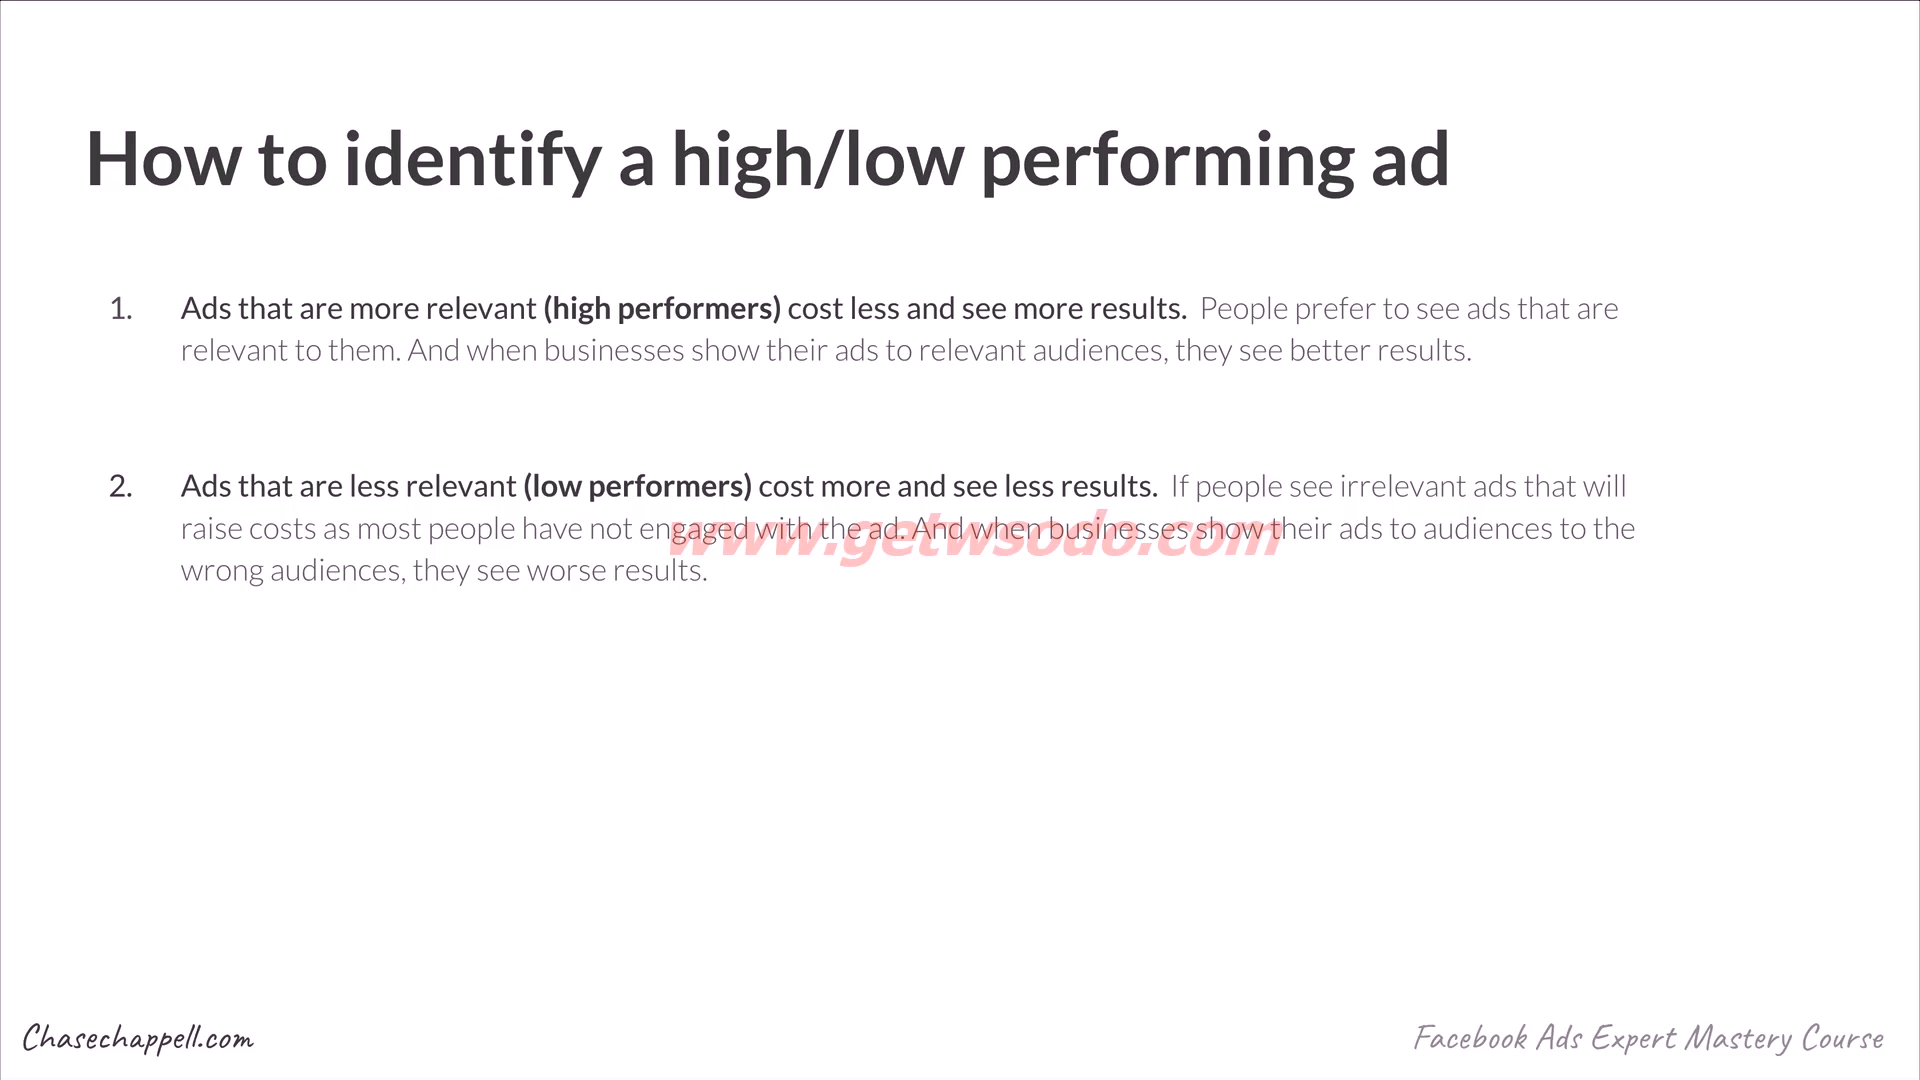 How to identify a high/low performing ad
1. Ads that are more relevant (high performers) cost less and see more results. People prefer to see ads that are
relevant to them. And when businesses show their ads to relevant audiences, they see better results.
2. Ads that are less relevant (low performers) cost more and see less results. If people see irrelevant ads that will
raise costs as most people have not engaged with the ad. And when businesses show their ads to audiences to the
www.getwsodo.com
wrong audiences, they see worse results.
Chasechappell.com
Facebook Ads Expert Mastery Course